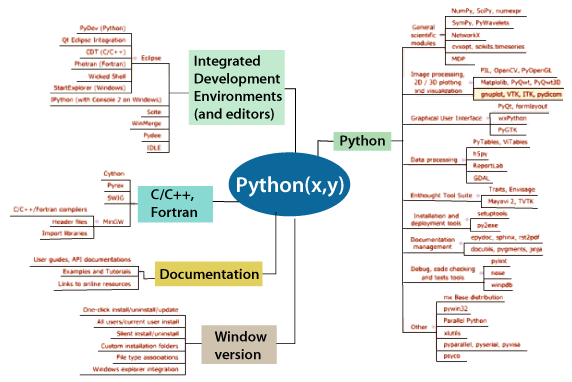 PyDev (Python)
Qt Eclipse Integration
CDT (C/C++)
Photran (Fortran)
Wicked Shell
StartExplorer (Windows)
Eclipse
IPython (with Console 2 on Windows)
Scite
WinMerge
Pydee
IDLE
Integrated
Development
Environments
(and editors)
Cython
Pyrex
SWIG
C/C++/Fortran compilers
Header files
Import libraries
MinGW
C/C++,
Fortran
User guides, API documentations
Examples and Tutorials
Links to online resources
Documentation
One-click install/uninstall/update
All users/current user install
Silent install/uninstall
Custom installation folders
File type associations
Windows explorer integration
Window
version
Python(x,y)
Python
General
scientific
modules
NumPy, SciPy, numexpr
SymPy, PyWavelets
NetworkX
cvxopt, scikits.timeseries
MDP
Image processing,
2D / 3D plotting
and visualization
PIL, OpenCV, PyOpenGL
Matplolib, PyQwt, PyQwt3D
gnuplot, VTK, ITK, pydicom
Graphical User Interface
PyQt, formlayout
wxPython
PyGTK
Data processing
PyTables, ViTables
h5py
ReportLab
GDAL
Enthought Tool Suite
Traits, Envisage
Mayavi 2, TVTK
Installation and
deployment tools
setuptools
py2exe
Documentation
management
epydoc, sphinx, rst2pdf
docutils, pygments, jinja
Debug, code checking
and tests tools
pylint
nose
winpdb
Other
mx Base distribution
pywin32
Parallel Python
xlutils
pyparallel, pyserial, pyvisa
psyco